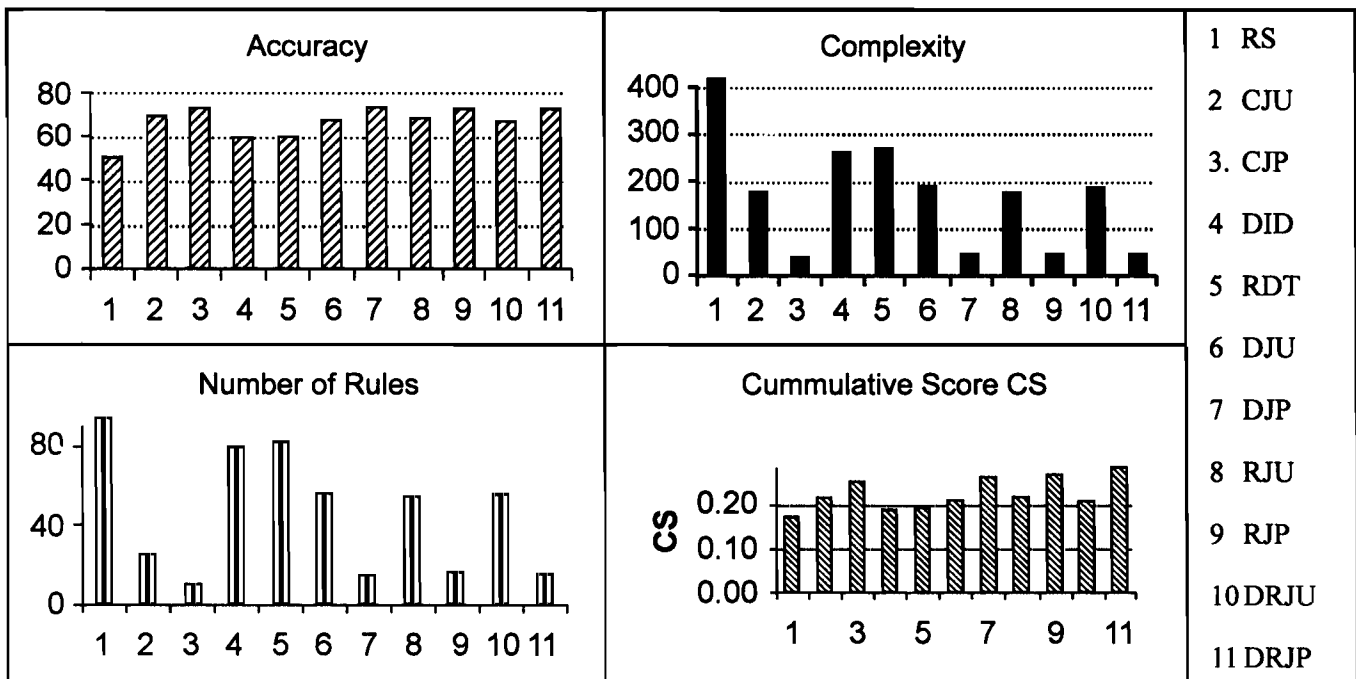 Accuracy
80
60
40
20
0
1 2 3 4 5 6 7 8 9 10 11
Complexity
400
300
200
100
0
1 2 3 4 5 6 7 8 9 10 11
Number of Rules
80
40
0
1 2 3 4 5 6 7 8 9 10 11
Cummulative Score CS
CS
0.20
0.10
0.00
1 3 5 7 9 11
1 RS
2 CJU
3. CJP
4 DID
5 RDT
6 DJU
7 DJP
8 RJU
9 RJP
10 DRJU
11 DRJP